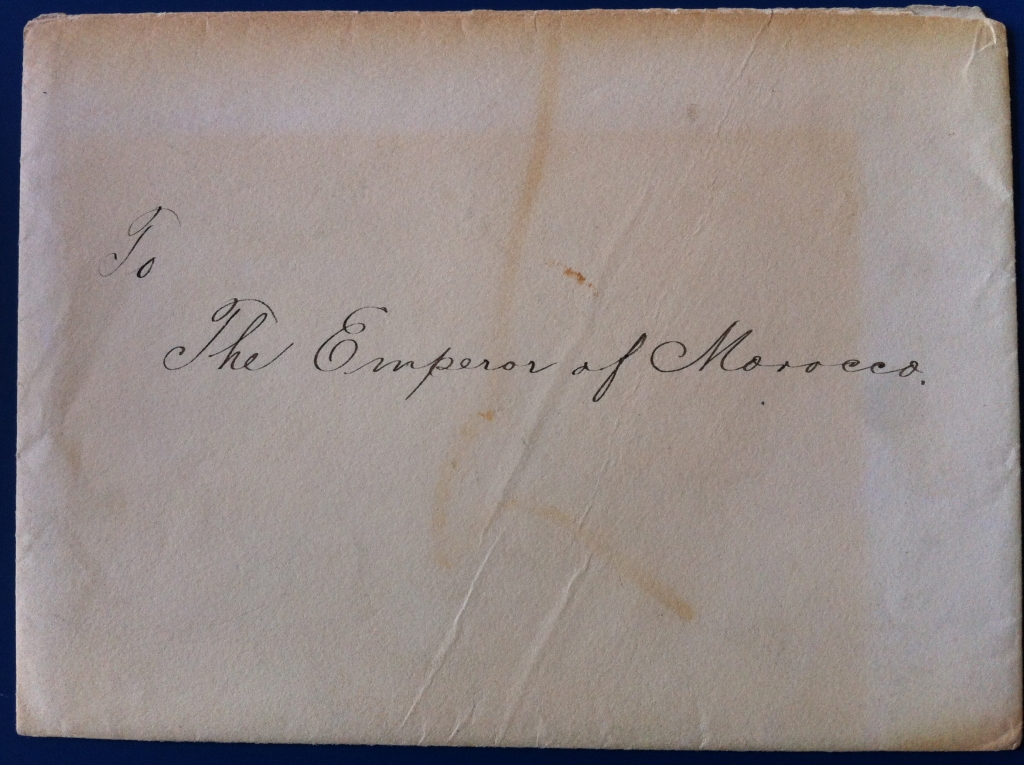 To
The Emperor of Morocco.